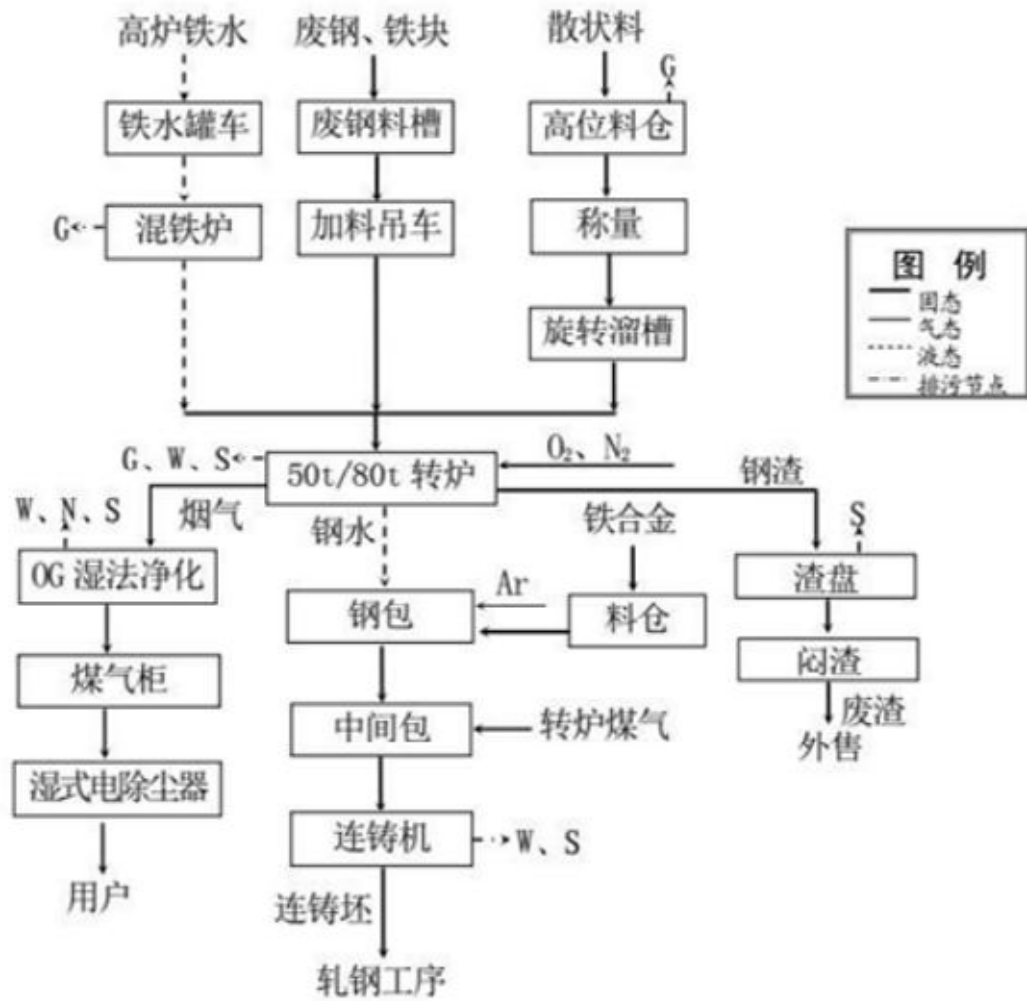 高炉铁水
废钢、铁块
散状料
G
铁水罐车
废钢料槽
高位料仓
G
混铁炉
加料吊车
称量
旋转溜槽
图 例
固态
气态
液态
排污节点
G、W、S
50t/80t 转炉
O₂、N₂
钢渣
W、N、S
烟气
钢水
铁合金
S
OG 湿法净化
钢包
Ar
料仓
渣盘
闷渣
煤气柜
中间包
转炉煤气
废渣
外售
湿式电除尘器
连铸机
W、S
用户
连铸坯
轧钢工序